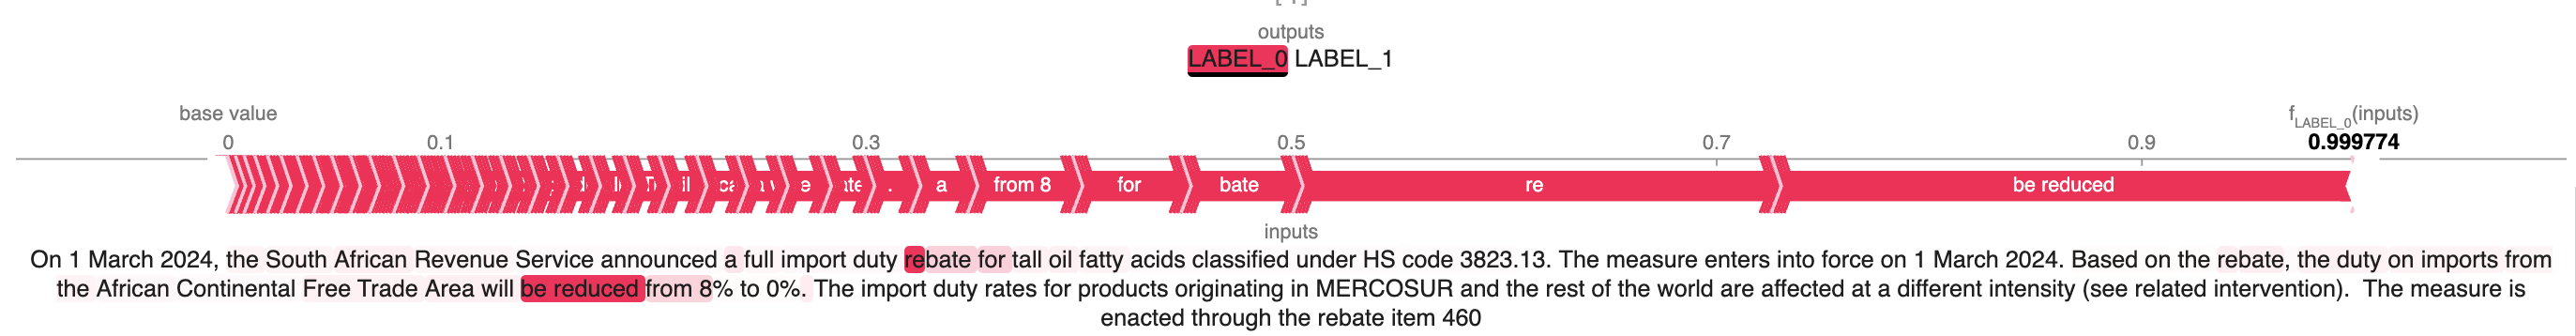 outputs
LABEL_0 LABEL_1
base value
f LABEL_0 (inputs)
0 0.1 0.3 0.5 0.7 0.9 0.999774
. a from 8 for bate re be reduced
inputs
On 1 March 2024, the South African Revenue Service announced a full import duty rebate for tall oil fatty acids classified under HS code 3823.13. The measure enters into force on 1 March 2024. Based on the rebate, the duty on imports from
the African Continental Free Trade Area will be reduced from 8% to 0%. The import duty rates for products originating in MERCOSUR and the rest of the world are affected at a different intensity (see related intervention). The measure is
enacted through the rebate item 460